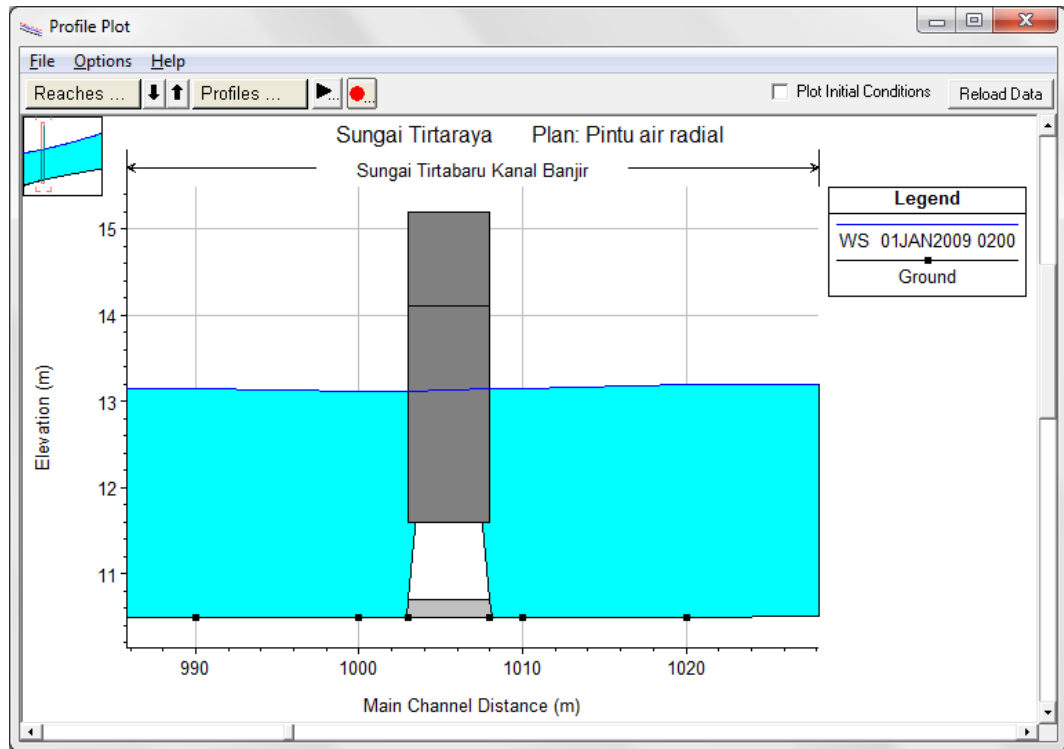 Profile Plot
File Options Help
Reaches ... Profiles ... ... ... Plot Initial Conditions Reload Data
Sungai Tirtaraya Plan: Pintu air radial
Sungai Tirtabaru Kanal Banjir
Legend
WS 01JAN2009 0200
Ground
15
14
13
12
11
Elevation (m)
990 1000 1010 1020
Main Channel Distance (m)